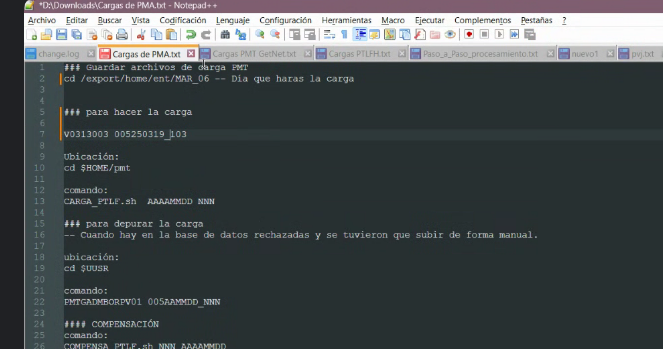 *D:\Downloads\Cargas de PMA.txt - Notepad++
Archivo Editar Buscar Vista Codificación Lenguaje Configuración Herramientas Macro Ejecutar Complementos Pestañas ?
change.log Cargas de PMA.txt Cargas PMT GetNet.txt Cargas PTLFH.txt Paso_a_Paso_procesamiento.txt nuevo1 pvj.txt
1 ### Guardar archivos de carga PMT
2 cd /export/home/ent/MAR_06 -- Dia que haras la carga
3
4
5 ### para hacer la carga
6
7 V0313003 005250319_103
8
9 Ubicación:
10 cd $HOME/pmt
11
12 comando:
13 CARGA_PTLF.sh AAAAMMDD NNN
14
15 ### para depurar la carga
16 -- Cuando hay en la base de datos rechazadas y se tuvieron que subir de forma manual.
17
18 ubicación:
19 cd $UUSR
20
21 comando:
22 PMTGADMBORPV01 005AAMMDD_NNN
23
24 #### COMPENSACIÓN
25 comando:
26 COMPENSA_PTLF.sh NNN AAAAMMDD